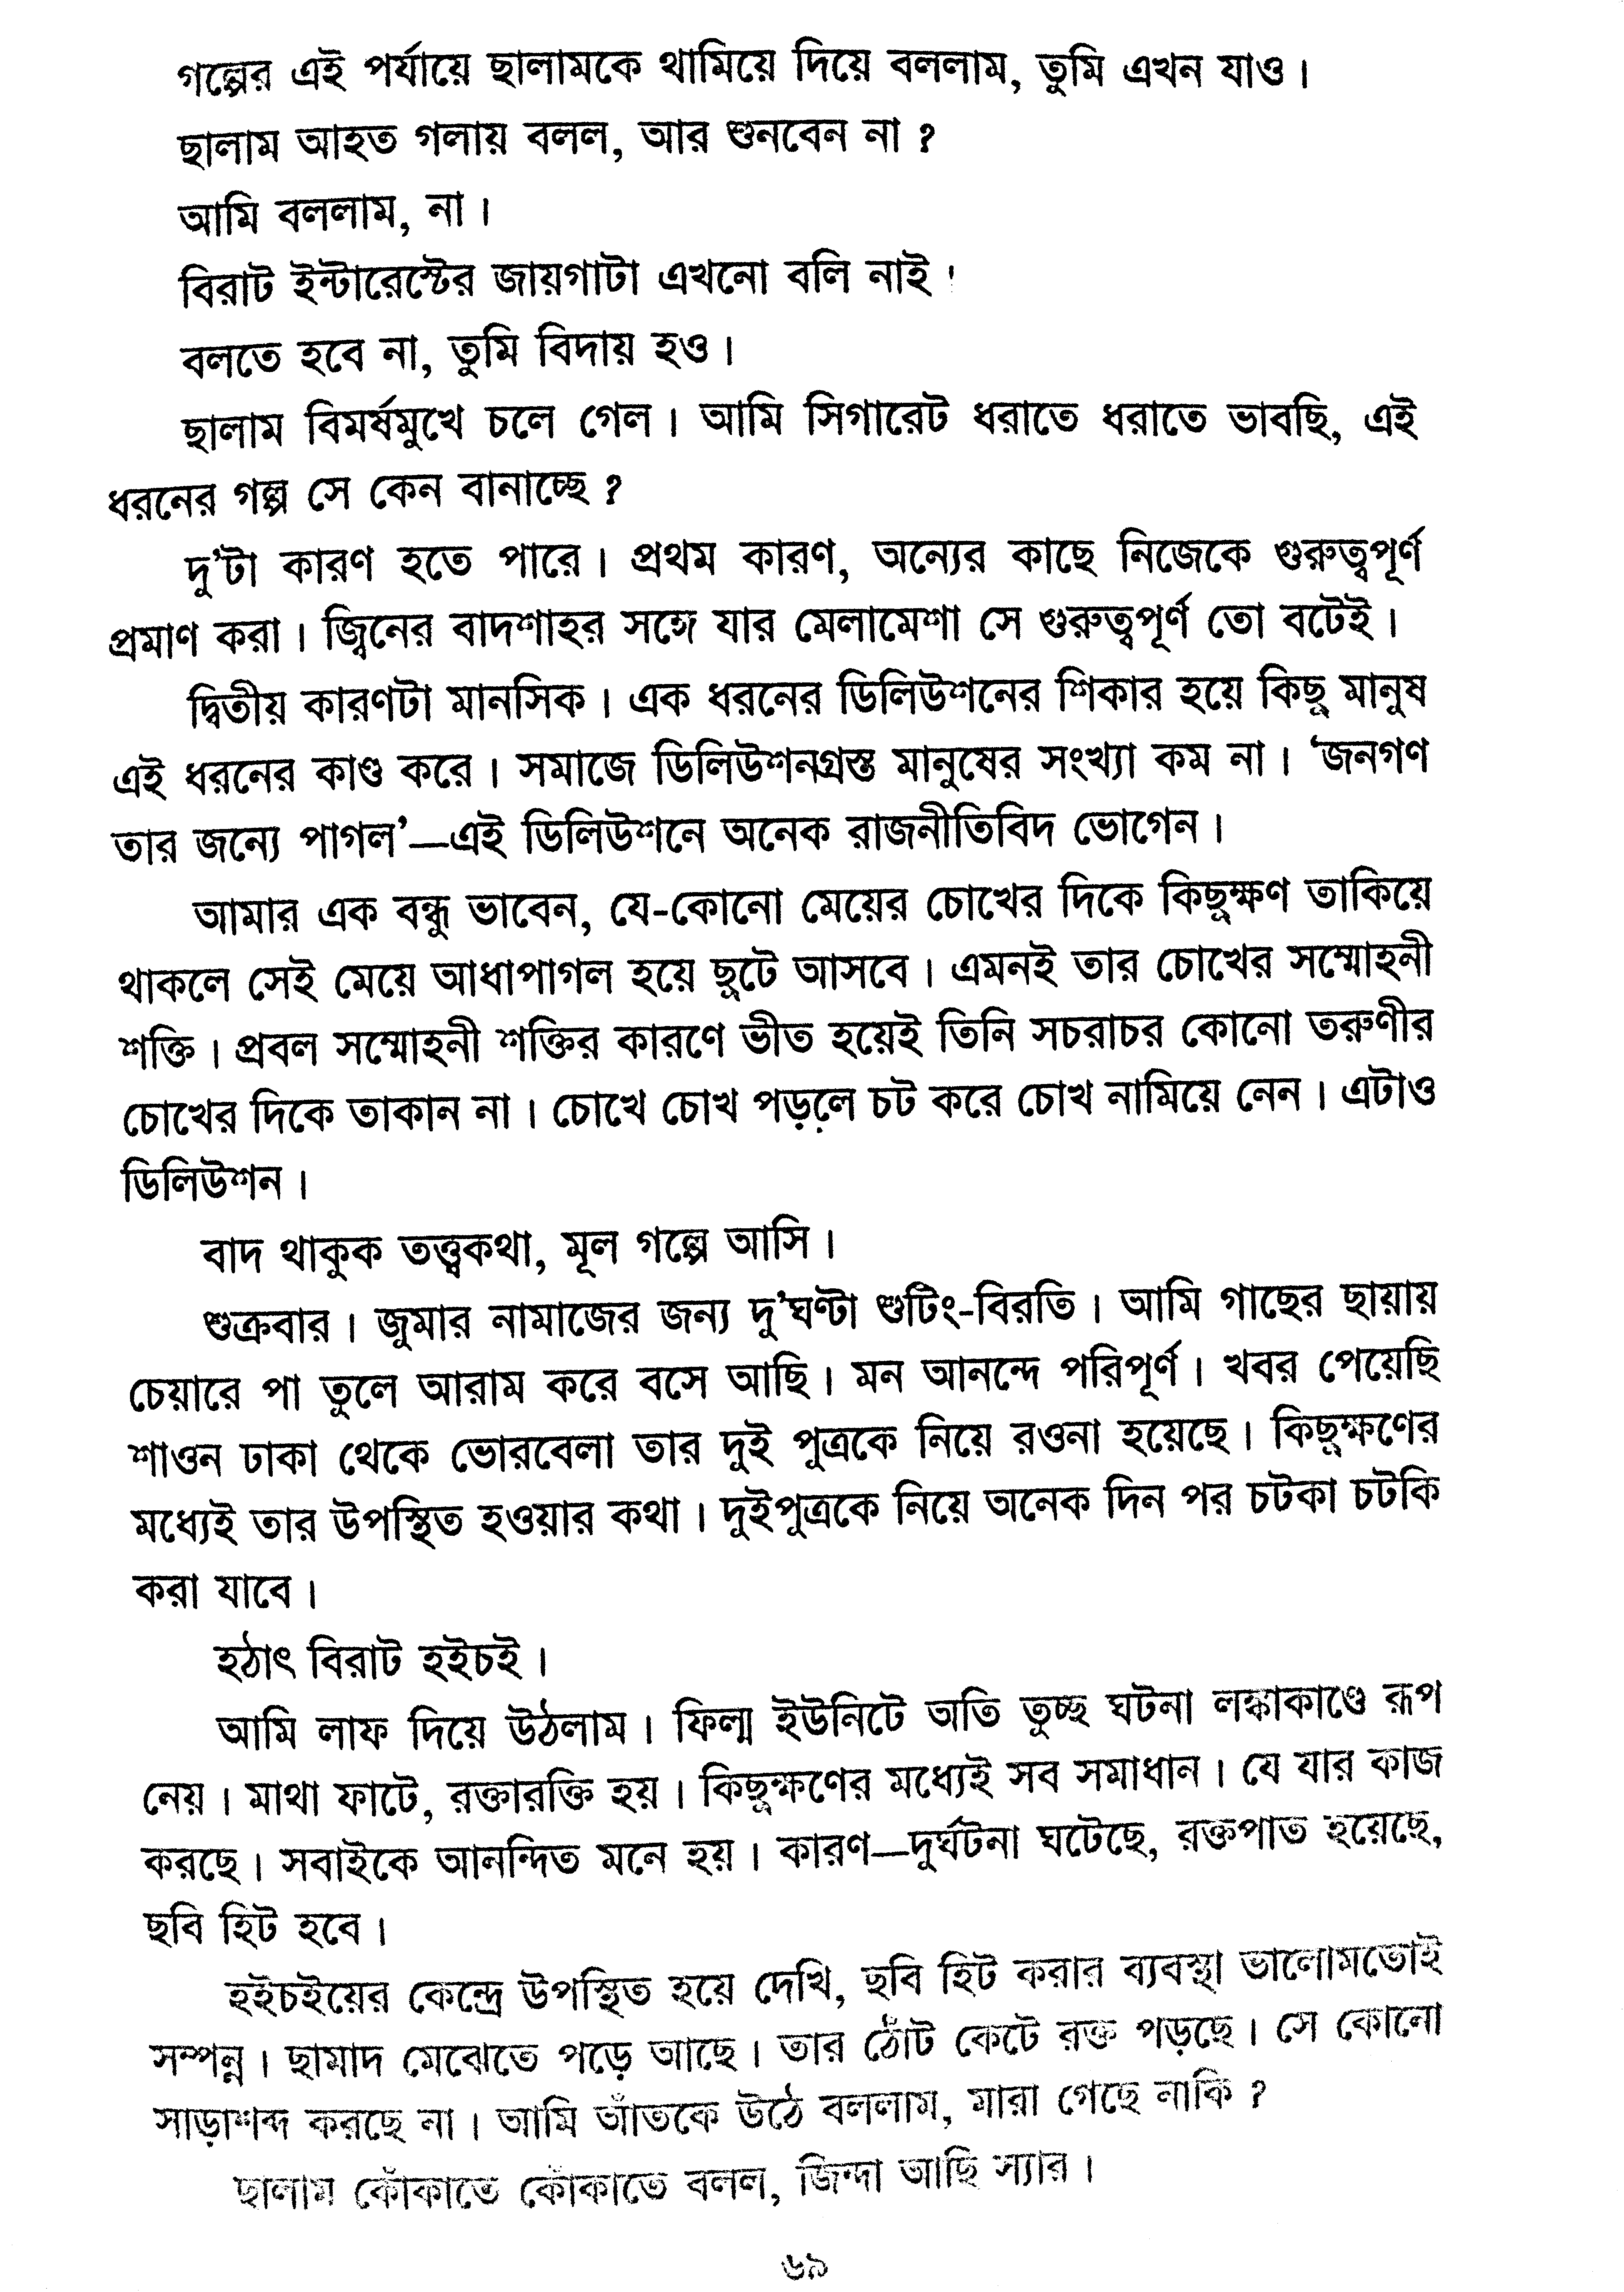 গল্পের এই পর্যায়ে ছালামকে থামিয়ে দিয়ে বললাম, তুমি এখন যাও।
ছালাম আহত গলায় বলল, আর শুনবেন না ?
আমি বললাম, না।
বিরাট ইন্টারেস্টের জায়গাটা এখনো বলি নাই !
বলতে হবে না, তুমি বিদায় হও।
ছালাম বিমর্ষমুখে চলে গেল। আমি সিগারেট ধরাতে ধরাতে ভাবছি, এই
ধরনের গল্প সে কেন বানাচ্ছে ?
দু'টা কারণ হতে পারে। প্রথম কারণ, অন্যের কাছে নিজেকে গুরুত্বপূর্ণ
প্রমাণ করা। জ্বিনের বাদশাহর সঙ্গে যার মেলামেশা সে গুরুত্বপূর্ণ তো বটেই।
দ্বিতীয় কারণটা মানসিক। এক ধরনের ডিলিউশনের শিকার হয়ে কিছু মানুষ
এই ধরনের কাণ্ড করে। সমাজে ডিলিউশনগ্রস্ত মানুষের সংখ্যা কম না। ‘জনগণ
তার জন্যে পাগল’—এই ডিলিউশনে অনেক রাজনীতিবিদ ভোগেন।
আমার এক বন্ধু ভাবেন, যে-কোনো মেয়ের চোখের দিকে কিছুক্ষণ তাকিয়ে
থাকলে সেই মেয়ে আধাপাগল হয়ে ছুটে আসবে। এমনই তার চোখের সম্মোহনী
শক্তি। প্রবল সম্মোহনী শক্তির কারণে ভীত হয়েই তিনি সচরাচর কোনো তরুণীর
চোখের দিকে তাকান না। চোখে চোখ পড়লে চট করে চোখ নামিয়ে নেন। এটাও
ডিলিউশন।
বাদ থাকুক তত্ত্বকথা, মূল গল্পে আসি।
শুক্রবার। জুমার নামাজের জন্য দু'ঘণ্টা শুটিং-বিরতি। আমি গাছের ছায়ায়
চেয়ারে পা তুলে আরাম করে বসে আছি। মন আনন্দে পরিপূর্ণ। খবর পেয়েছি
শাওন ঢাকা থেকে ভোরবেলা তার দুই পুত্রকে নিয়ে রওনা হয়েছে। কিছুক্ষণের
মধ্যেই তার উপস্থিত হওয়ার কথা। দুইপুত্রকে নিয়ে অনেক দিন পর চটকা চটকি
করা যাবে।
হঠাৎ বিরাট হইচই।
আমি লাফ দিয়ে উঠলাম। ফিল্ম ইউনিটে অতি তুচ্ছ ঘটনা লঙ্কাকাণ্ডে রূপ
নেয়। মাথা ফাটে, রক্তারক্তি হয়। কিছুক্ষণের মধ্যেই সব সমাধান। যে যার কাজ
করছে। সবাইকে আনন্দিত মনে হয়। কারণ—দুর্ঘটনা ঘটেছে, রক্তপাত হয়েছে,
ছবি হিট হবে।
হইচইয়ের কেন্দ্রে উপস্থিত হয়ে দেখি, ছবি হিট করার ব্যবস্থা ভালোমতোই
সম্পন্ন। ছামাদ মেঝেতে পড়ে আছে। তার ঠোঁট কেটে রক্ত পড়ছে। সে কোনো
সাড়াশব্দ করছে না। আমি আঁতকে উঠে বললাম, মারা গেছে নাকি ?
ছালাম কোঁকাতে কোঁকাতে বলল, জিন্দা আছি স্যার।
৬৯